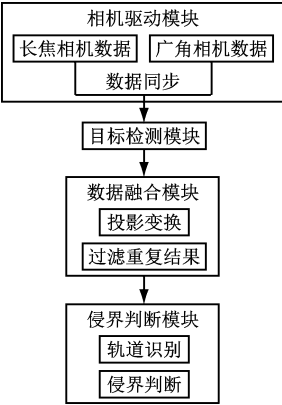 相机驱动模块
长焦相机数据 广角相机数据
数据同步
目标检测模块
数据融合模块
投影变换
过滤重复结果
侵界判断模块
轨道识别
侵界判断